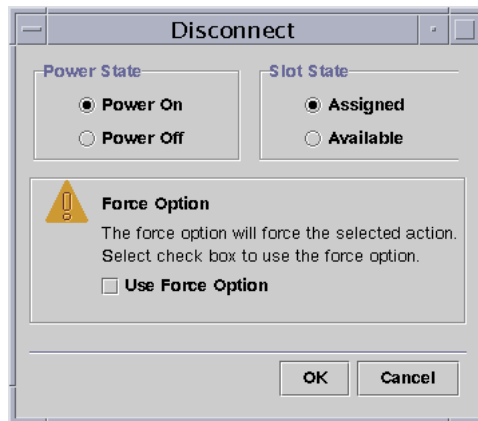 Disconnect
Power State
Power On
Power Off
Slot State
Assigned
Available
Force Option
The force option will force the selected action.
Select check box to use the force option.
Use Force Option
OK
Cancel